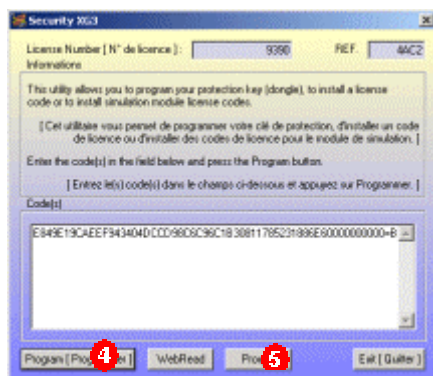 Security XG3
License Number [ N° de licence ] : 9390 REF. 4AC2
Informations
This utility allows you to program your protection key (dongle), to install a license
code or to install simulation module license codes.
[ Cet utilitaire vous permet de programmer votre clé de protection, d'installer un code
de licence ou d'installer des codes de licence pour le module de simulation. ]
Enter the code(s) in the field below and press the Program button.
[ Entrez le(s) code(s) dans le champs ci-dessous et appuyez sur Programmer. ]
Code(s)
Program [ Prog 4 er ] WebRead Pro 5 Exit [ Quitter ]